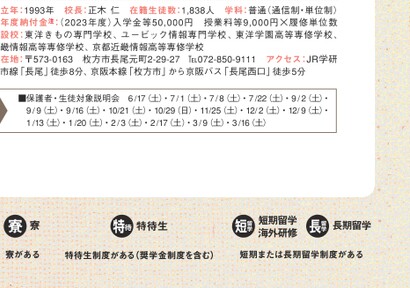 立年：1993年　校長：正木 仁　在籍生徒数：1,838人　学科：普通（通信制・単位制）
年度納付金注：（2023年度）入学金等50,000円　授業料等9,000円×履修単位数
設校：東洋きもの専門学校、ユービック情報専門学校、東洋学園高等専修学校、
畿情報高等専修学校、京都近畿情報高等専修学校
在地：〒573-0163　枚方市長尾元町2-29-27　℡072-850-9111　アクセス：JR学研
市線「長尾」徒歩8分、京阪本線「枚方市」から京阪バス「長尾西口」徒歩5分
■保護者・生徒対象説明会　6/17（土）・7/1（土）・7/8（土）・7/22（土）・9/2（土）・
9/9（土）・9/16（土）・10/21（土）・10/29（日）・11/25（土）・12/2（土）・12/9（土）・
1/13（土）・1/20（土）・2/3（土）・2/17（土）・3/9（土）・3/16（土）
寮 寮
寮がある
特待 特待生
特待生制度がある（奨学金制度を含む）
短留学 短期留学
海外研修
長留学 長期留学
短期または長期留学制度がある